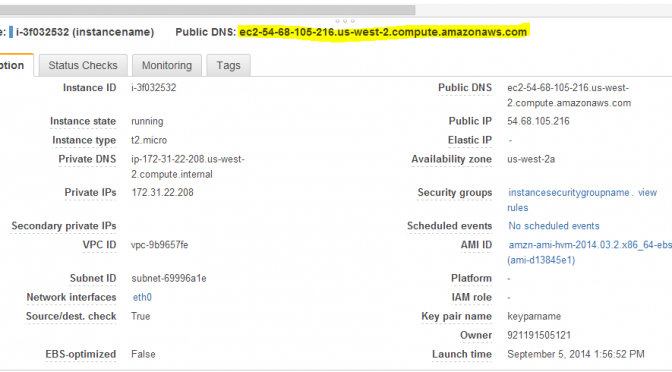 : i-3f032532 (instancename) Public DNS: ec2-54-68-105-216.us-west-2.compute.amazonaws.com
ption Status Checks Monitoring Tags
Instance ID i-3f032532 Public DNS ec2-54-68-105-216.us-west-
2.compute.amazonaws.com
Instance state running Public IP 54.68.105.216
Instance type t2.micro Elastic IP -
Private DNS ip-172-31-22-208.us-west- Availability zone us-west-2a
2.compute.internal
Private IPs 172.31.22.208 Security groups instancesecuritygroupname . view
rules
Secondary private IPs Scheduled events No scheduled events
VPC ID vpc-9b9657fe AMI ID amzn-ami-hvm-2014.03.2.x86_64-ebs
(ami-d13845e1)
Subnet ID subnet-69996a1e Platform -
Network interfaces eth0 IAM role -
Source/dest. check True Key pair name keyparname
Owner 921191505121
EBS-optimized False Launch time September 5, 2014 1:56:52 PM